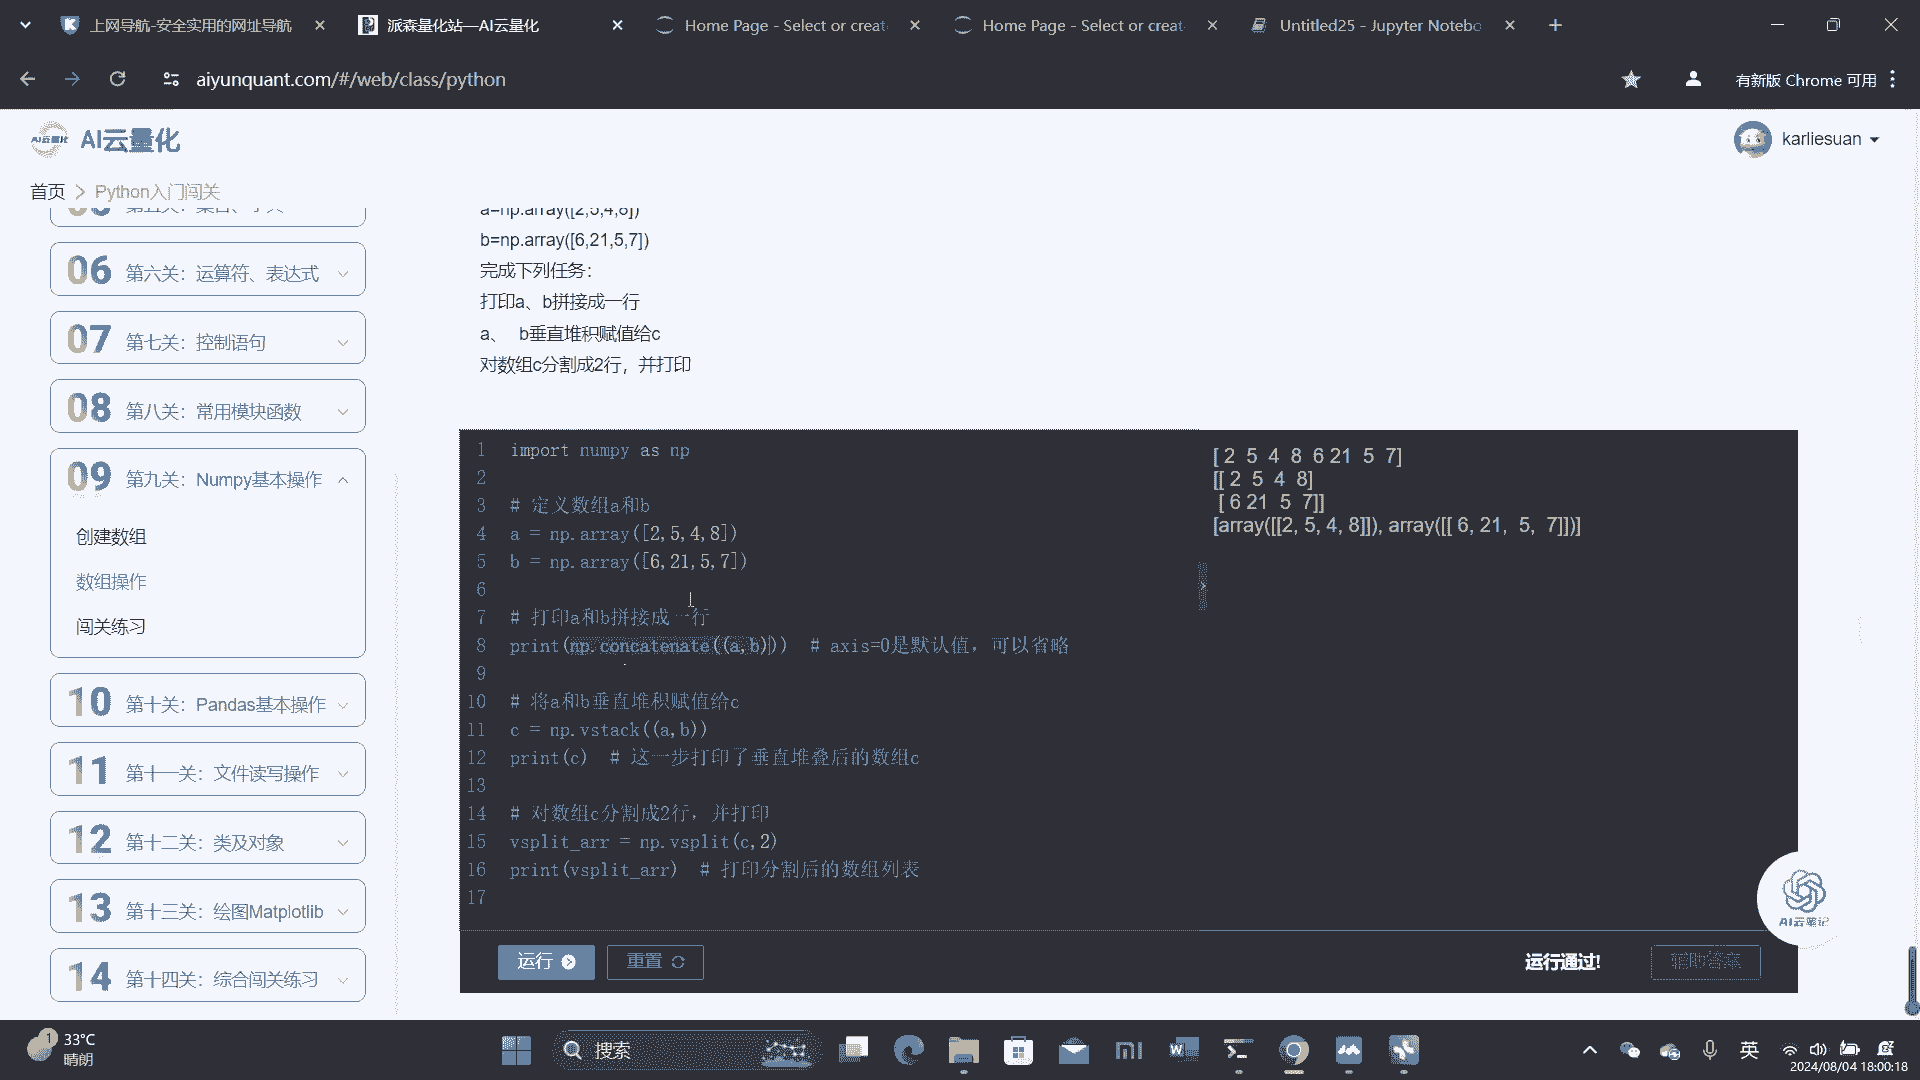 上网导航-安全实用的网址导航
派森量化站—AI云量化
Home Page - Select or creat
Home Page - Select or creat
Untitled25 - Jupyter Notebo
aiyunquant.com/#/web/class/python
有新版 Chrome 可用
AI云量化
AI云量化
karliesuan
首页 > Python入门闯关
06 第六关：运算符、表达式
07 第七关：控制语句
08 第八关：常用模块函数
09 第九关：Numpy基本操作
创建数组
数组操作
闯关练习
10 第十关：Pandas基本操作
11 第十一关：文件读写操作
12 第十二关：类及对象
13 第十三关：绘图Matplotlib
14 第十四关：综合闯关练习
a=np.array([2,5,4,8])
b=np.array([6,21,5,7])
完成下列任务：
打印a、b拼接成一行
a、 b垂直堆积赋值给c
对数组c分割成2行，并打印
1 import numpy as np
2
3 # 定义数组a和b
4 a = np.array([2,5,4,8])
5 b = np.array([6,21,5,7])
6
7 # 打印a和b拼接成一行
8 print(np.concatenate((a,b))) # axis=0是默认值，可以省略
9
10 # 将a和b垂直堆积赋值给c
11 c = np.vstack((a,b))
12 print(c) # 这一步打印了垂直堆叠后的数组c
13
14 # 对数组c分割成2行，并打印
15 vsplit_arr = np.vsplit(c,2)
16 print(vsplit_arr) # 打印分割后的数组列表
17
[ 2 5 4 8 6 21 5 7]
[[ 2 5 4 8]
[ 6 21 5 7]]
[array([[2, 5, 4, 8]]), array([[ 6, 21, 5, 7]])]
运行
重置
运行通过!
辅助答案
AI云笔记
1
33°C
晴朗
搜索
英
2024/08/04 18:00:18